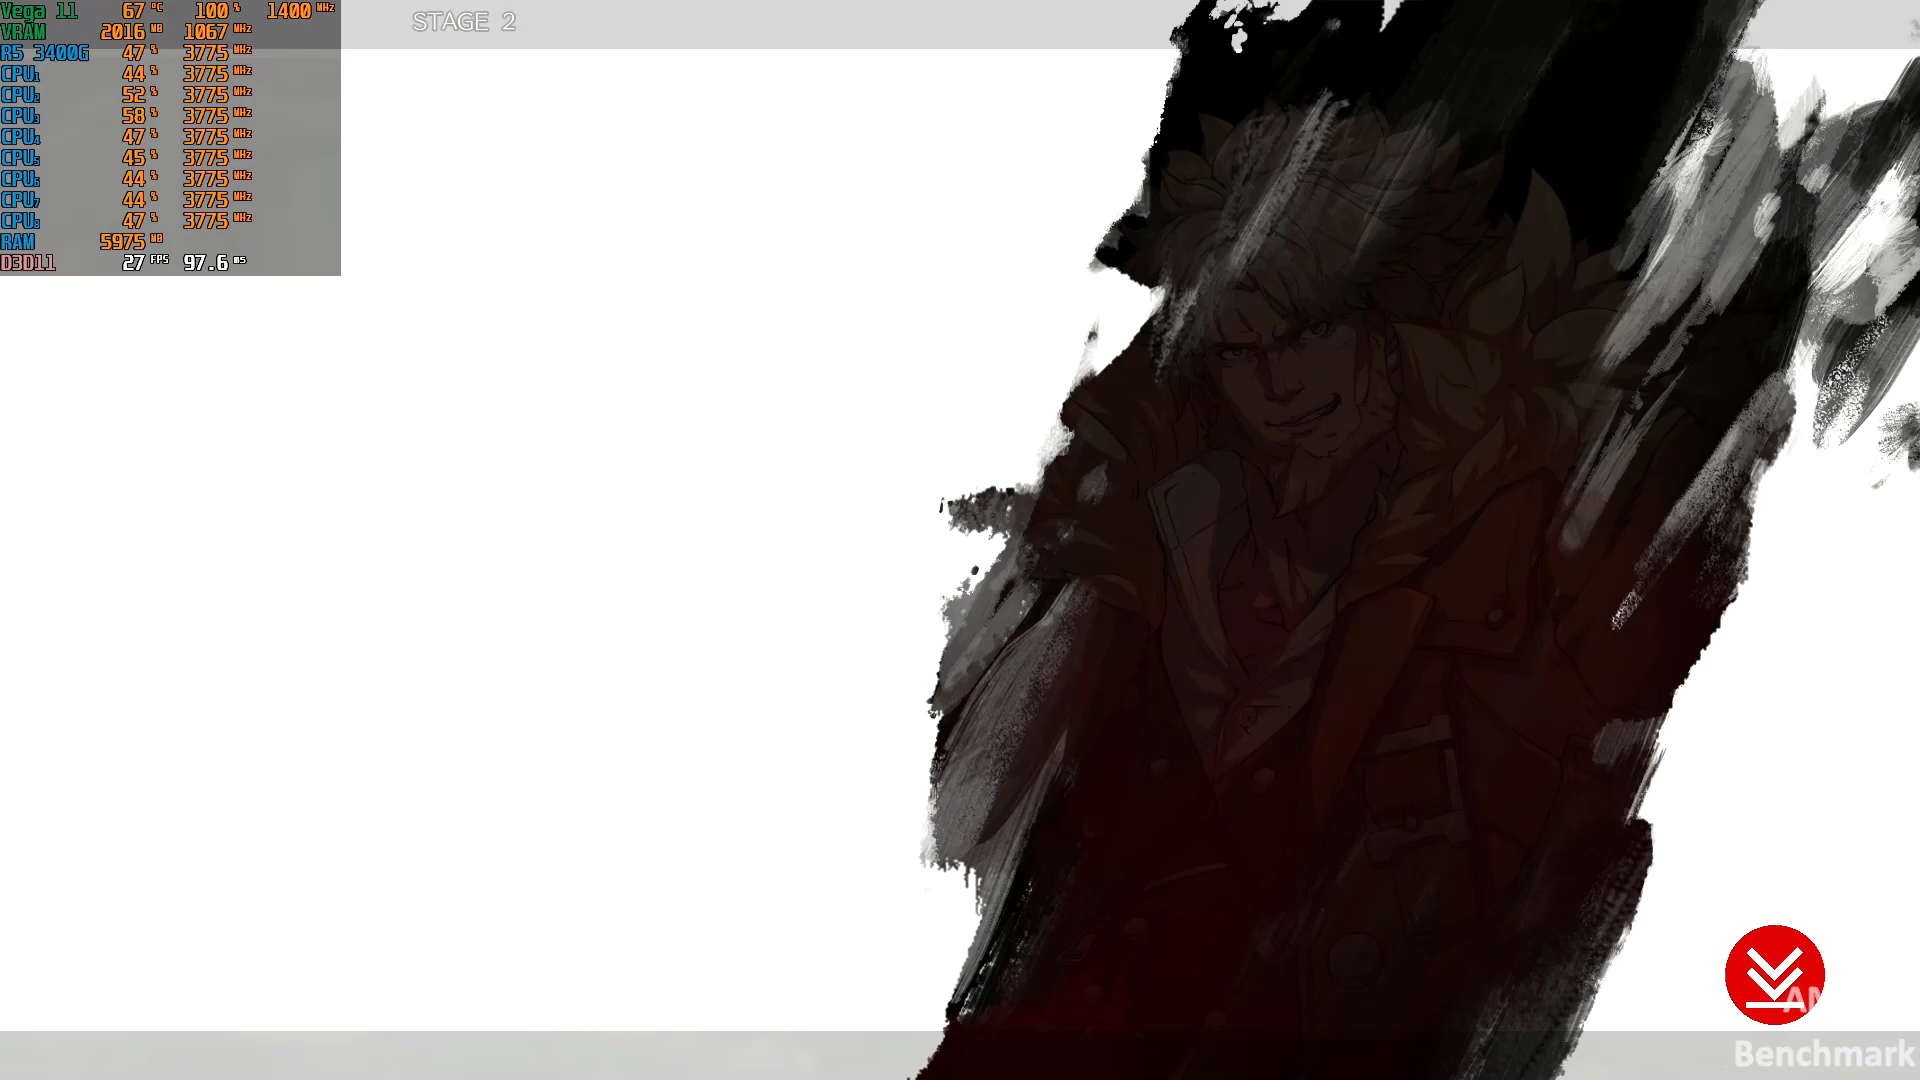 Vega 11 67 °C 100 % 1400 MHz
VRAM 2016 MB 1067 MHz
R5 3400G 47 % 3775 MHz
CPU1 44 % 3775 MHz
CPU2 52 % 3775 MHz
CPU3 58 % 3775 MHz
CPU4 47 % 3775 MHz
CPU5 45 % 3775 MHz
CPU6 44 % 3775 MHz
CPU7 44 % 3775 MHz
CPU8 47 % 3775 MHz
RAM 5975 MB
D3D11 27 FPS 97.6 ms
STAGE 2
Benchmark